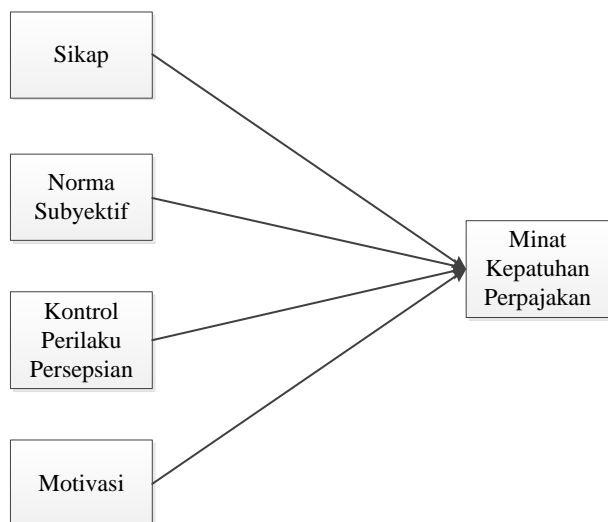 Sikap
Norma
Subyektif
Kontrol
Perilaku
Persepsian
Motivasi
Minat
Kepatuhan
Perpajakan